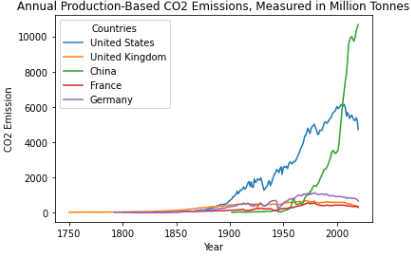 Annual Production-Based CO2 Emissions, Measured in Million Tonnes
Countries
United States
United Kingdom
China
France
Germany
10000
8000
6000
4000
2000
0
CO2 Emission
1750
1800
1850
1900
1950
2000
Year